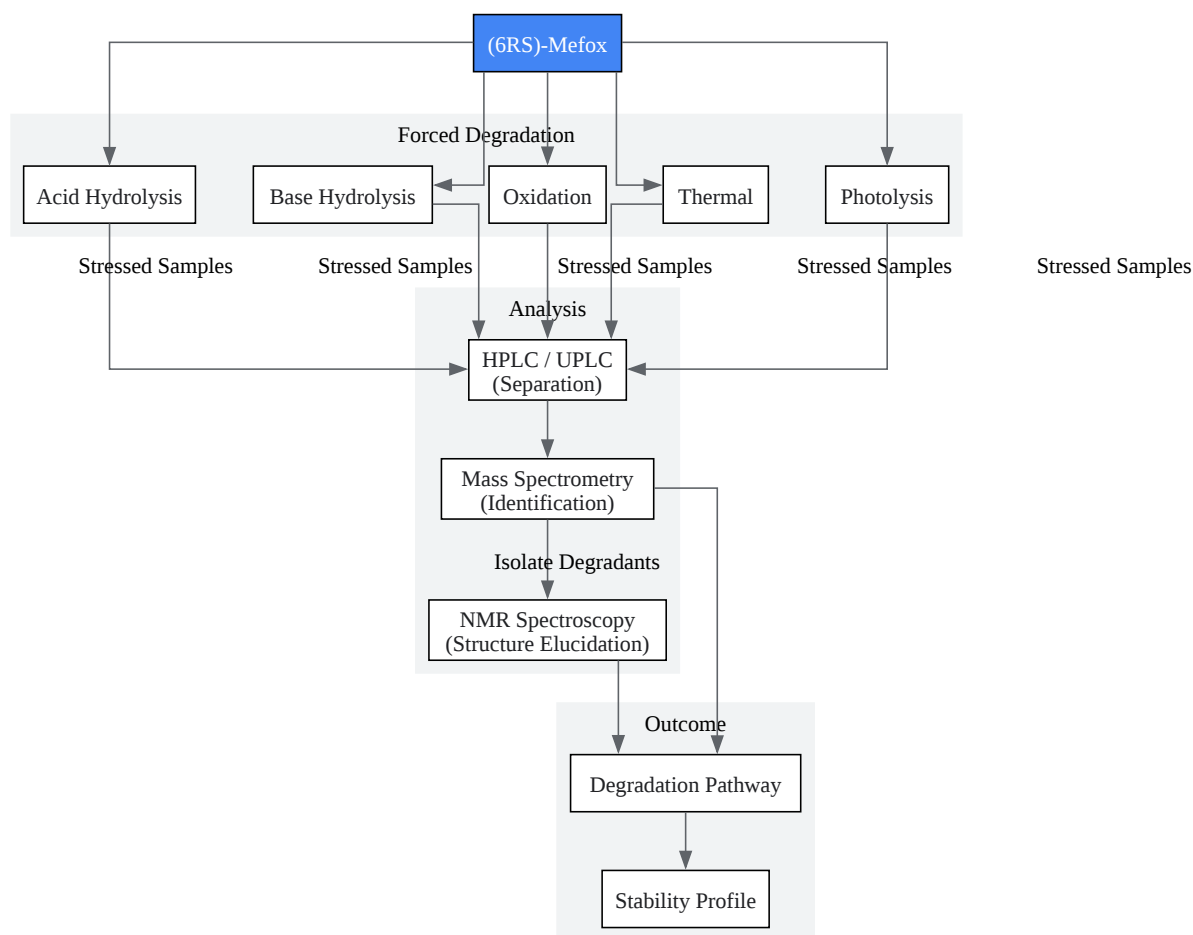 (6RS)-Mefox
Forced Degradation
Acid Hydrolysis
Base Hydrolysis
Oxidation
Thermal
Photolysis
Stressed Samples
Stressed Samples
Stressed Samples
Stressed Samples
Stressed Samples
Analysis
HPLC / UPLC
(Separation)
Mass Spectrometry
(Identification)
Isolate Degradants
NMR Spectroscopy
(Structure Elucidation)
Outcome
Degradation Pathway
Stability Profile